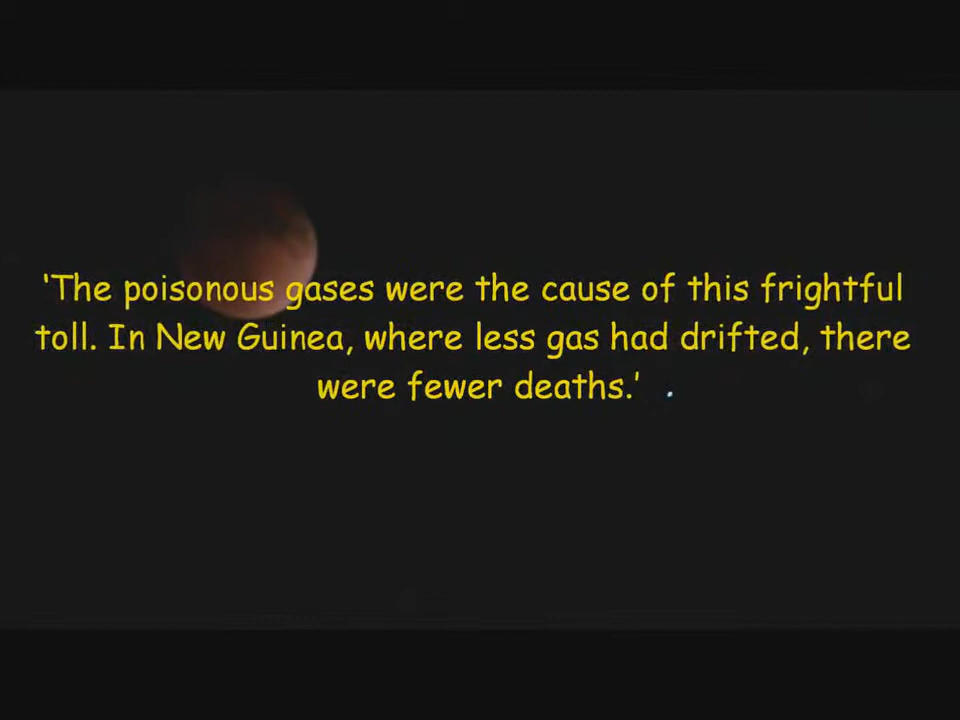 ‘The poisonous gases were the cause of this frightful
toll. In New Guinea, where less gas had drifted, there
were fewer deaths.’ .